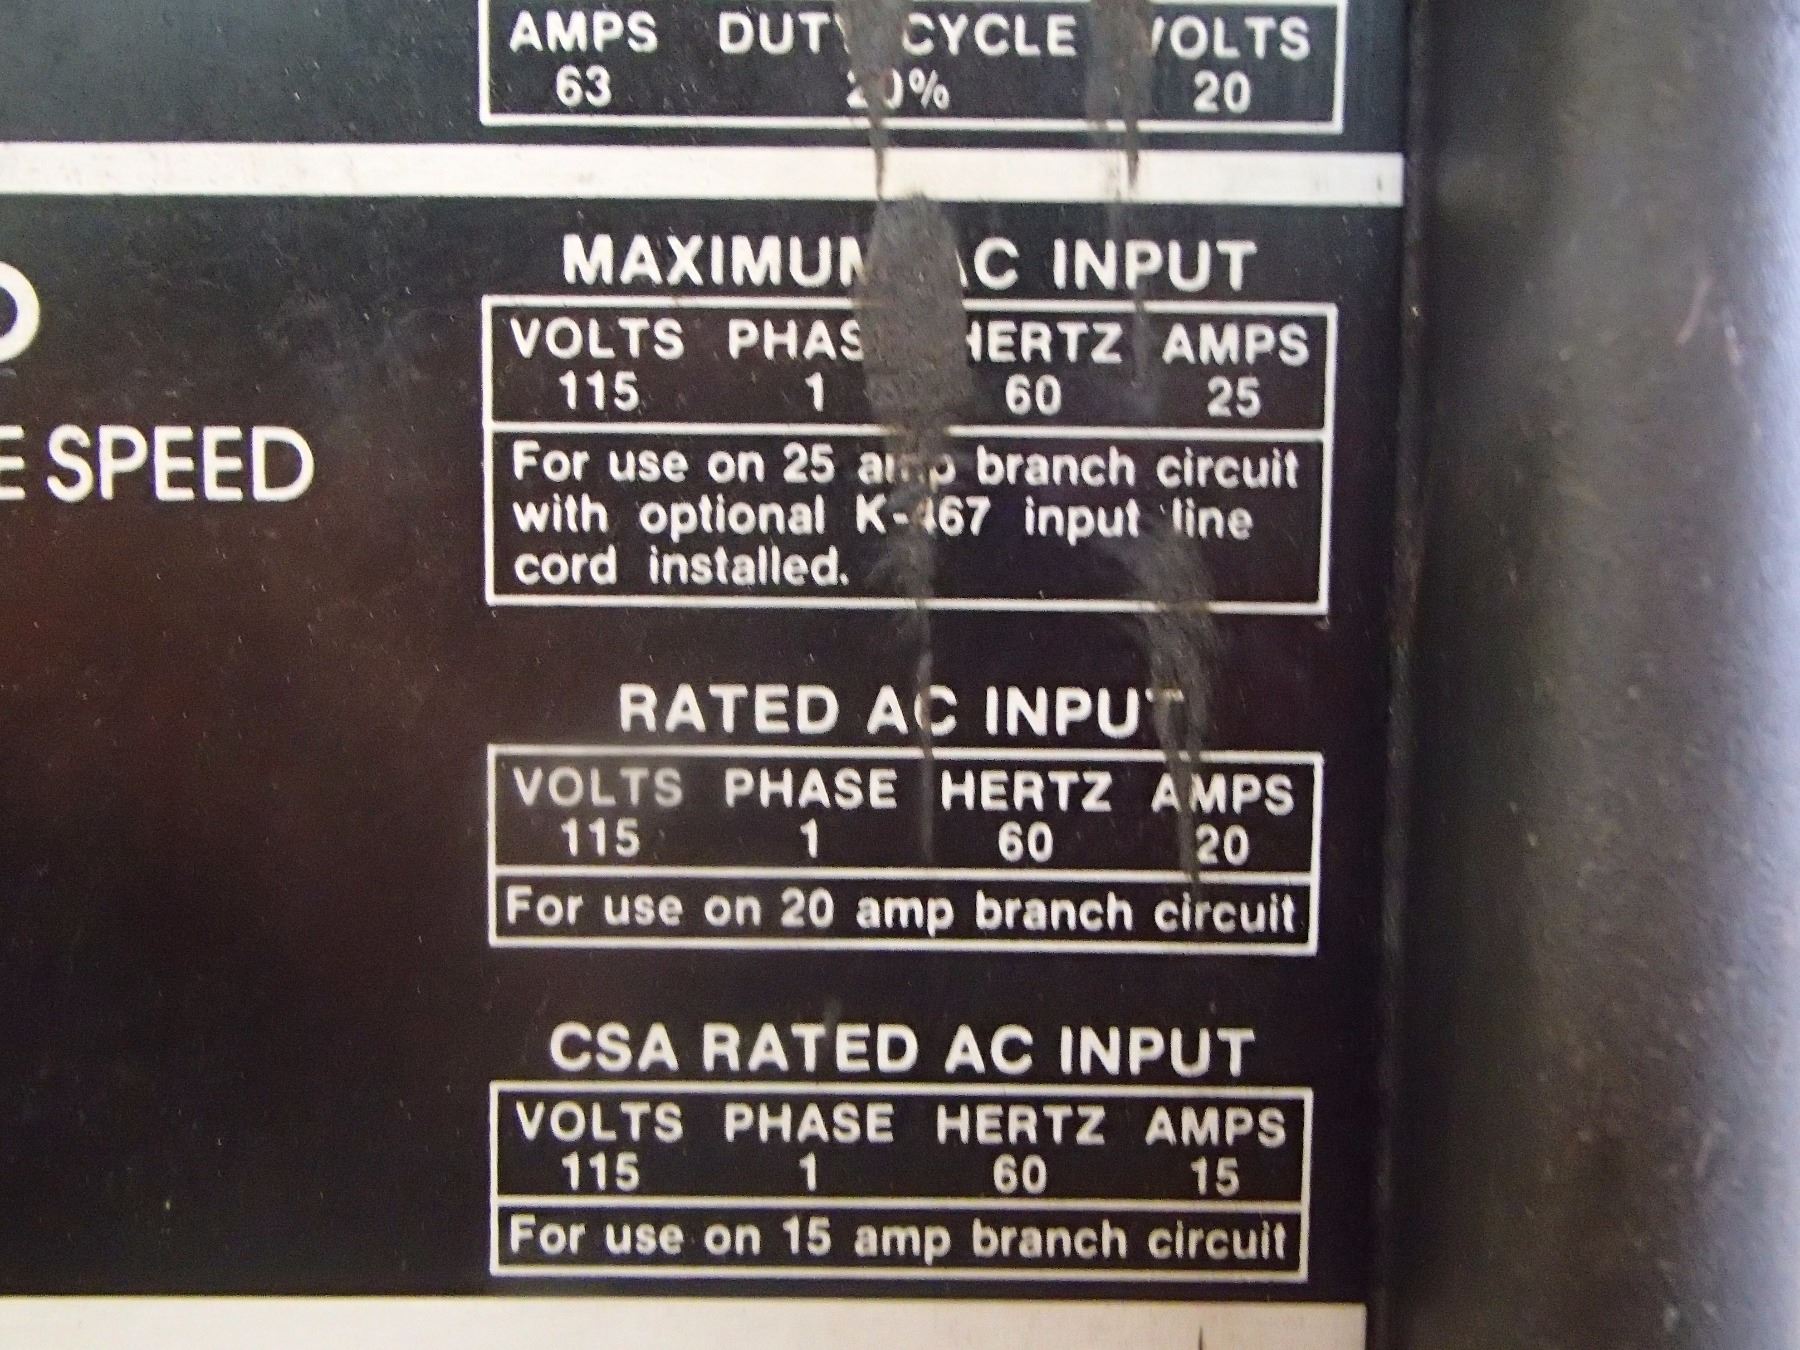 AMPS DUTY CYCLE VOLTS
63 20% 20
MAXIMUM AC INPUT
VOLTS PHASE HERTZ AMPS
115 1 60 25
For use on 25 amp branch circuit
with optional K-467 input line
cord installed.
SPEED
RATED AC INPUT
VOLTS PHASE HERTZ AMPS
115 1 60 20
For use on 20 amp branch circuit
CSA RATED AC INPUT
VOLTS PHASE HERTZ AMPS
115 1 60 15
For use on 15 amp branch circuit